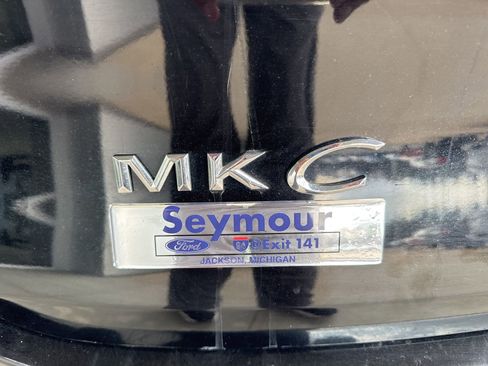 MKC
Seymour
Ford @Exit 141
JACKSON, MICHIGAN